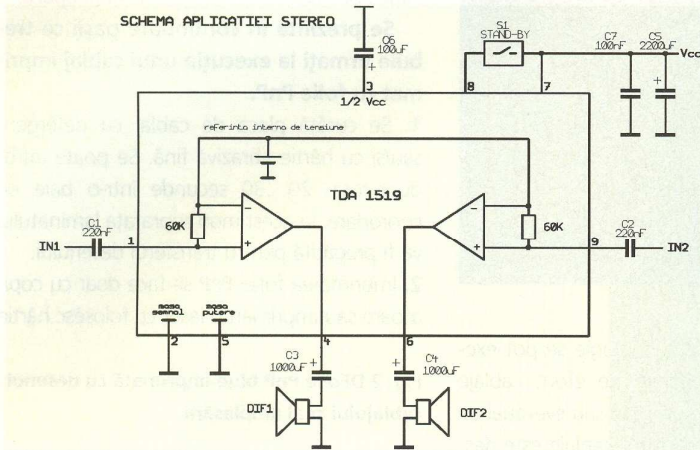 SCHEMA APLICATIEI STEREO
C6
100uF
+
S1
STAND-BY
C7
100nF
C5
2200uF
+
Vcc
3
1/2 Vcc
8
7
referinta interna de tensiune
TDA 1519
60K
60K
C1
220nF
IN1
1
9
C2
220nF
IN2
masa
semnal
masa
putere
2
5
4
6
C3
1000uF
+
C4
1000uF
+
DIF1
DIF2